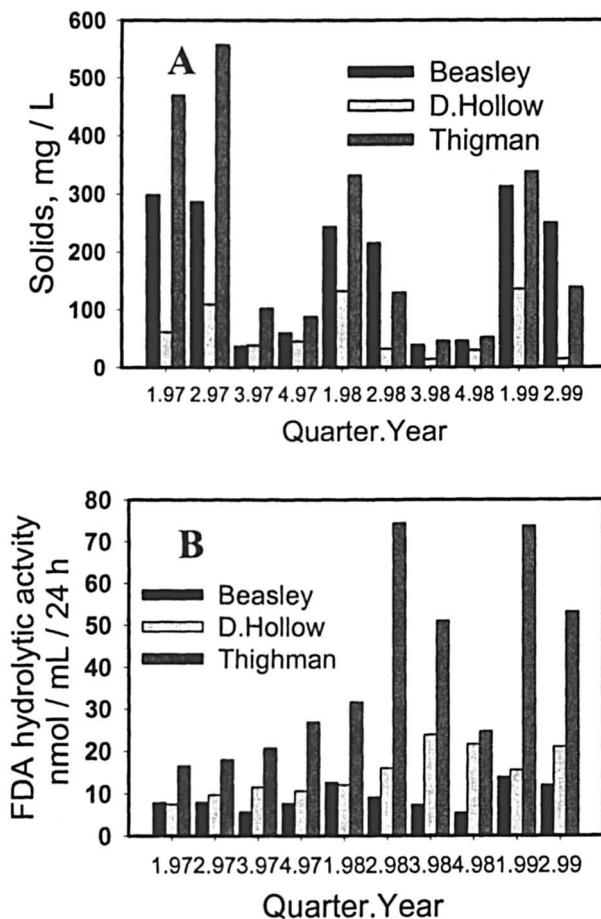 600
500
400
300
200
100
0
Solids, mg / L
A
Beasley
D.Hollow
Thigman
1.97 2.97 3.97 4.97 1.98 2.98 3.98 4.98 1.99 2.99
Quarter.Year
80
70
60
50
40
30
20
10
0
FDA hydrolytic actvity
nmol / mL / 24 h
B
Beasley
D.Hollow
Thighman
1.972.973.974.971.982.983.984.981.992.99
Quarter.Year